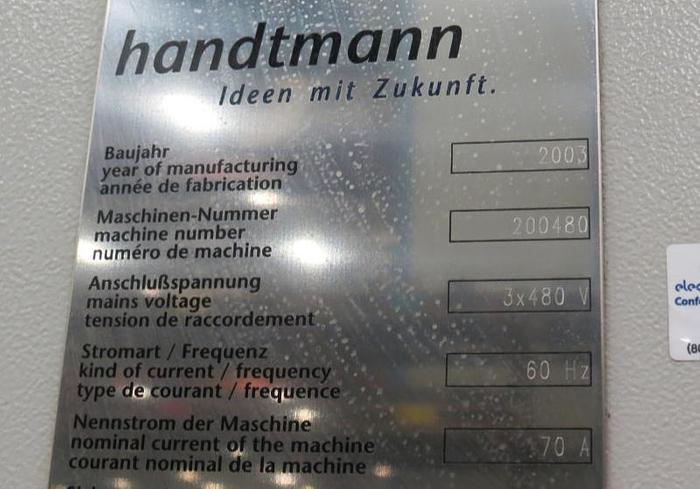 handtmann
Ideen mit Zukunft.
Baujahr
year of manufacturing
année de fabrication
2003
Maschinen-Nummer
machine number
numéro de machine
200480
Anschlußspannung
mains voltage
tension de raccordement
3x480 V
Stromart / Frequenz
kind of current / frequency
type de courant / frequence
60 Hz
Nennstrom der Maschine
nominal current of the machine
courant nominal de la machine
70 A